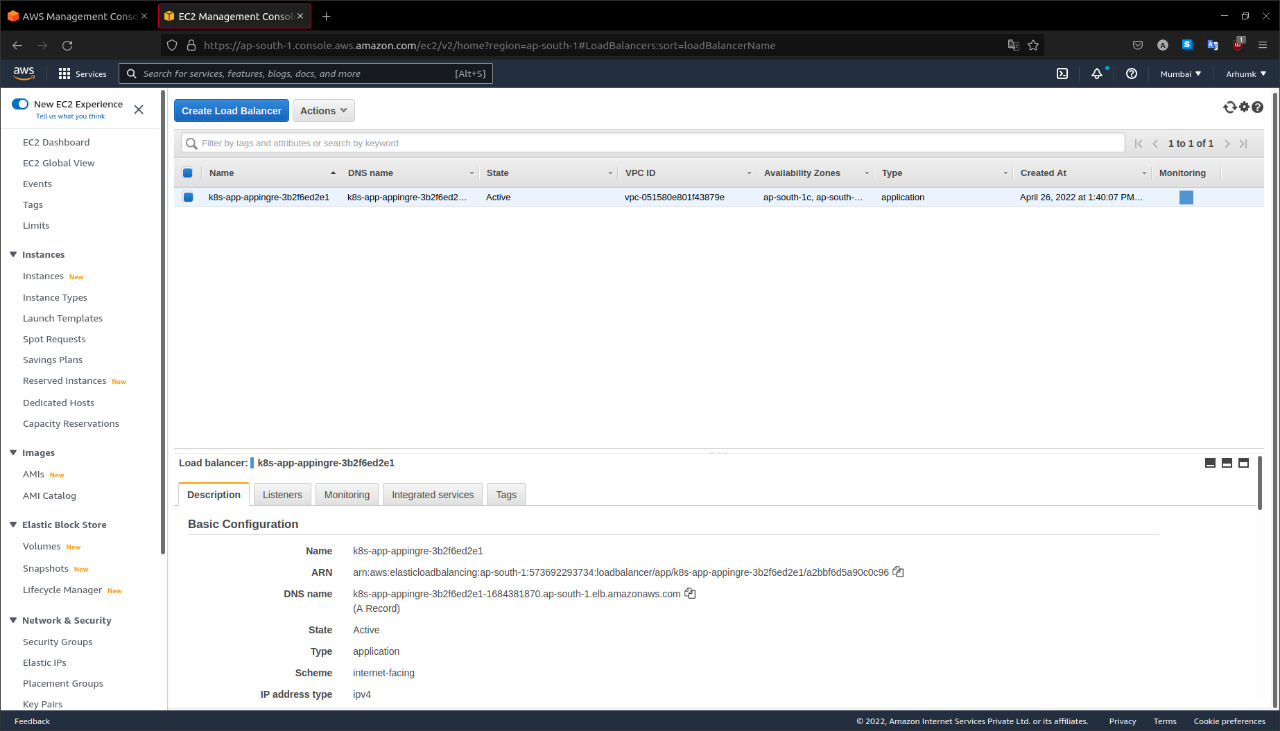 AWS Management Conso
EC2 Management Consol
https://ap-south-1.console.aws.amazon.com/ec2/v2/home?region=ap-south-1#LoadBalancers:sort=loadBalancerName
1
aws
Services
Search for services, features, blogs, docs, and more
[Alt+S]
Mumbai
Arhumk
New EC2 Experience
Tell us what you think
EC2 Dashboard
EC2 Global View
Events
Tags
Limits
Instances
Instances New
Instance Types
Launch Templates
Spot Requests
Savings Plans
Reserved Instances New
Dedicated Hosts
Capacity Reservations
Images
AMIs New
AMI Catalog
Elastic Block Store
Volumes New
Snapshots New
Lifecycle Manager New
Network & Security
Security Groups
Elastic IPs
Placement Groups
Key Pairs
Create Load Balancer
Actions
Filter by tags and attributes or search by keyword
1 to 1 of 1
Name DNS name State VPC ID Availability Zones Type Created At Monitoring
k8s-app-appingre-3b2f6ed2e1 k8s-app-appingre-3b2f6ed2... Active vpc-051580e801f43879e ap-south-1c, ap-south-... application April 26, 2022 at 1:40:07 PM...
Load balancer: k8s-app-appingre-3b2f6ed2e1
Description Listeners Monitoring Integrated services Tags
Basic Configuration
Name k8s-app-appingre-3b2f6ed2e1
ARN arn:aws:elasticloadbalancing:ap-south-1:573692293734:loadbalancer/app/k8s-app-appingre-3b2f6ed2e1/a2bbf6d5a90c0c96
DNS name k8s-app-appingre-3b2f6ed2e1-1684381870.ap-south-1.elb.amazonaws.com
(A Record)
State Active
Type application
Scheme internet-facing
IP address type ipv4
Feedback
© 2022, Amazon Internet Services Private Ltd. or its affiliates. Privacy Terms Cookie preferences